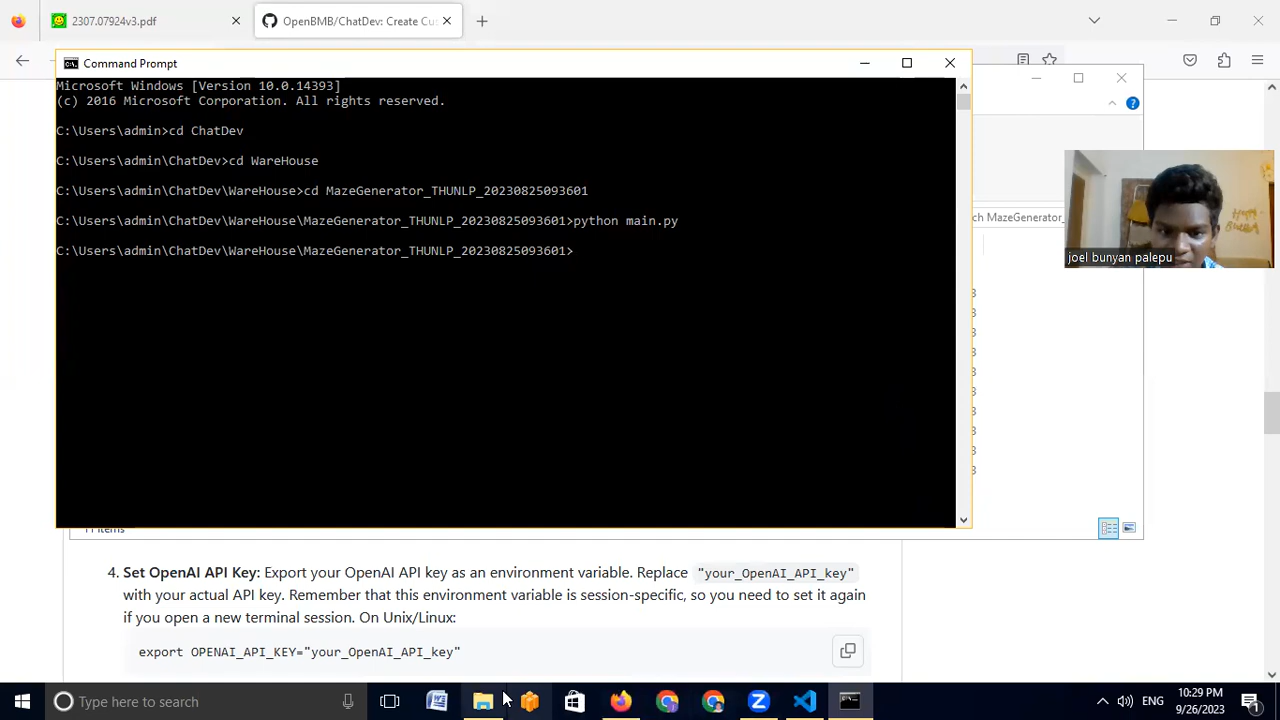 2307.07924v3.pdf
OpenBMB/ChatDev: Create Cu
Command Prompt
Microsoft Windows [Version 10.0.14393]
(c) 2016 Microsoft Corporation. All rights reserved.
C:\Users\admin>cd ChatDev
C:\Users\admin\ChatDev>cd WareHouse
C:\Users\admin\ChatDev\WareHouse>cd MazeGenerator_THUNLP_20230825093601
C:\Users\admin\ChatDev\WareHouse\MazeGenerator_THUNLP_20230825093601>python main.py
C:\Users\admin\ChatDev\WareHouse\MazeGenerator_THUNLP_20230825093601>
ch MazeGenerator_
joel bunyan palepu
11 items
4. Set OpenAI API Key: Export your OpenAI API key as an environment variable. Replace "your_OpenAI_API_key"
with your actual API key. Remember that this environment variable is session-specific, so you need to set it again
if you open a new terminal session. On Unix/Linux:
export OPENAI_API_KEY="your_OpenAI_API_key"
Type here to search
ENG
10:29 PM
9/26/2023